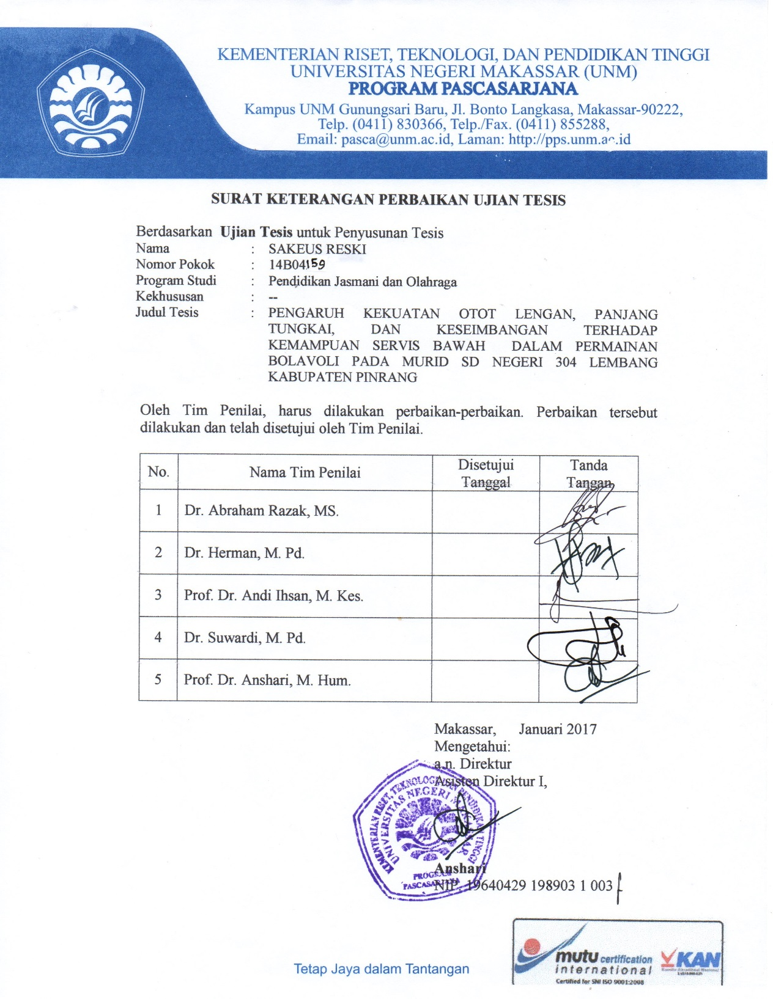 KEMENTERIAN RISET, TEKNOLOGI, DAN PENDIDIKAN TINGGI
UNIVERSITAS NEGERI MAKASSAR (UNM)
PROGRAM PASCASARJANA
Kampus UNM Gunungsari Baru, Jl. Bonto Langkasa, Makassar-90222,
Telp. (0411) 830366, Telp./Fax. (0411) 855288,
Email: pasca@unm.ac.id, Laman: http://pps.unm.ac.id
SURAT KETERANGAN PERBAIKAN UJIAN TESIS
Berdasarkan Ujian Tesis untuk Penyusunan Tesis
Nama : SAKEUS RESKI
Nomor Pokok : 14B04159
Program Studi : Pendidikan Jasmani dan Olahraga
Kekhususan : --
Judul Tesis : PENGARUH KEKUATAN OTOT LENGAN, PANJANG
TUNGKAI, DAN KESEIMBANGAN TERHADAP
KEMAMPUAN SERVIS BAWAH DALAM PERMAINAN
BOLAVOLI PADA MURID SD NEGERI 304 LEMBANG
KABUPATEN PINRANG
Oleh Tim Penilai, harus dilakukan perbaikan-perbaikan. Perbaikan tersebut
dilakukan dan telah disetujui oleh Tim Penilai.
No. Nama Tim Penilai Disetujui Tanggal Tanda Tangan
1 Dr. Abraham Razak, MS.
2 Dr. Herman, M. Pd.
3 Prof. Dr. Andi Ihsan, M. Kes.
4 Dr. Suwardi, M. Pd.
5 Prof. Dr. Anshari, M. Hum.
Makassar, Januari 2017
Mengetahui:
a.n. Direktur
Asisten Direktur I,
KEMENTERIAN RISET, TEKNOLOGI DAN PENDIDIKAN TINGGI
UNIVERSITAS NEGERI MAKASSAR
PROGRAM
PASCASARJANA
Anshari
NIP. 19640429 198903 1 003
Tetap Jaya dalam Tantangan
mutu certification
international
Certified for SNI ISO 9001:2008
KAN
Komite Akreditasi Nasional